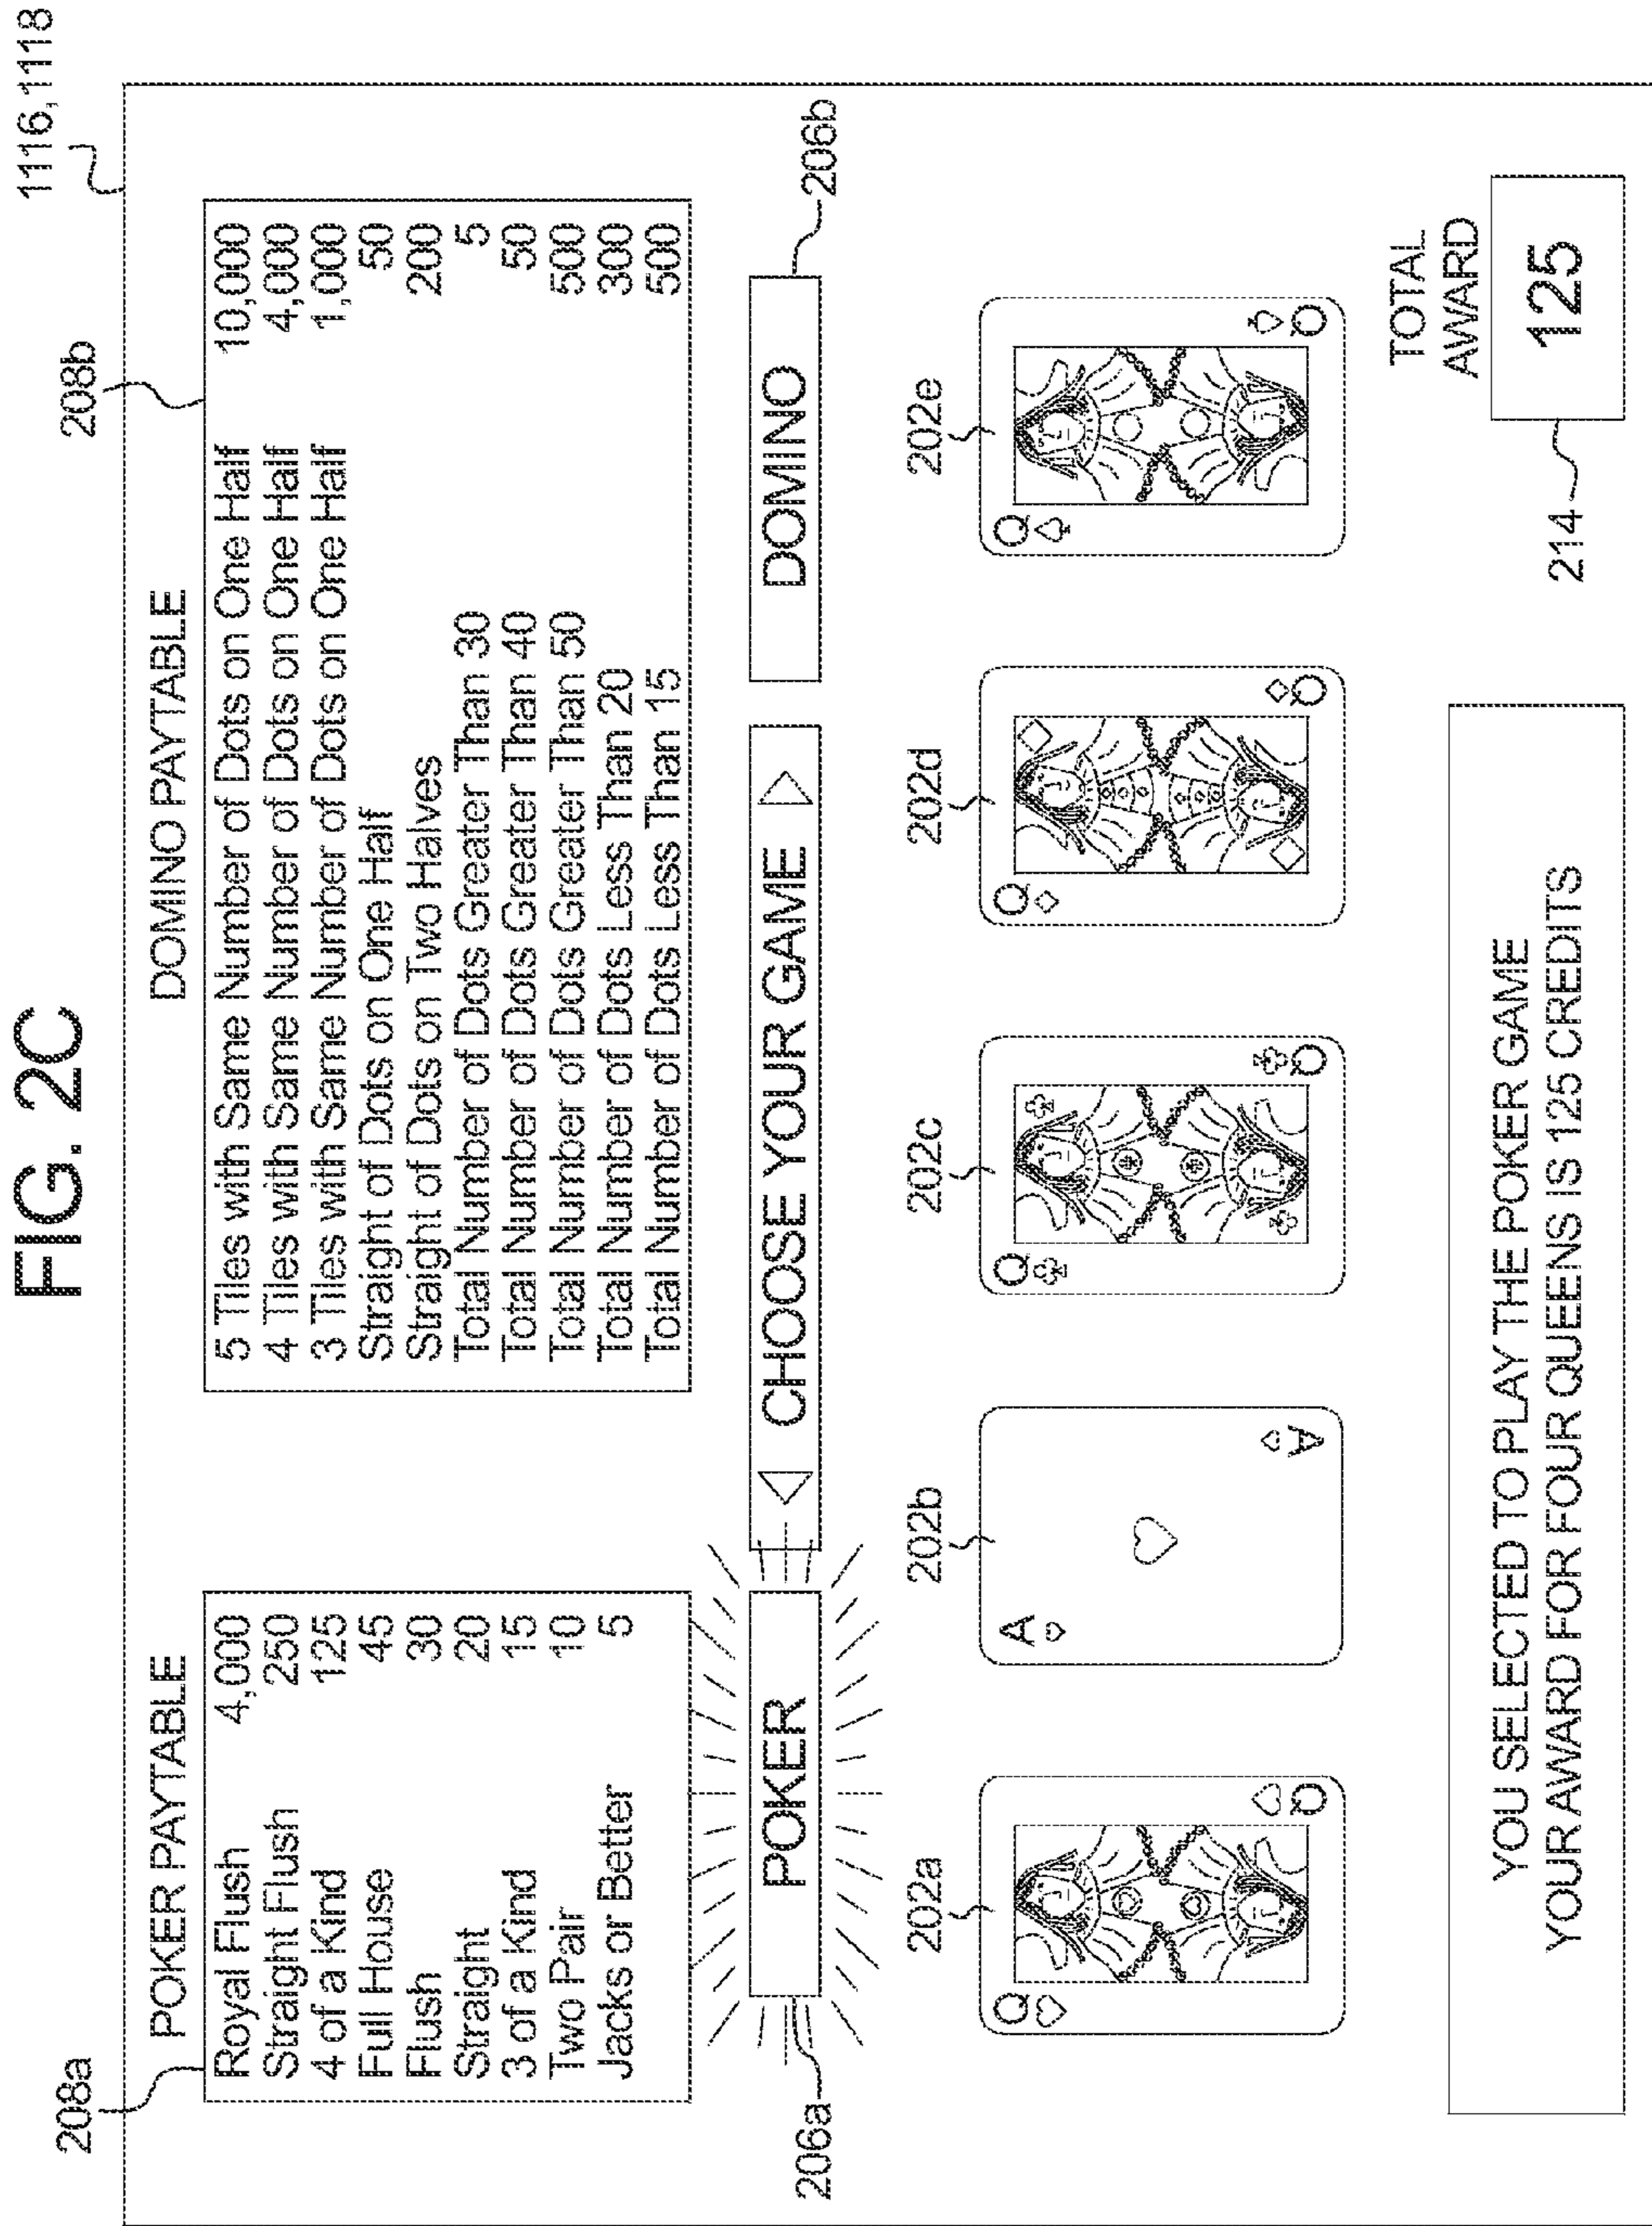 FIG. 2C
1116,1118
208a
POKER PAYTABLE
Royal Flush 4,000
Straight Flush 250
4 of a Kind 125
Full House 45
Flush 30
Straight 20
3 of a Kind 15
Two Pair 10
Jacks or Better 5
208b
DOMINO PAYTABLE
5 Tiles with Same Number of Dots on One Half 10,000
4 Tiles with Same Number of Dots on One Half 4,000
3 Tiles with Same Number of Dots on One Half 1,000
Straight of Dots on One Half 50
Straight of Dots on Two Halves 200
Total Number of Dots Greater Than 30 5
Total Number of Dots Greater Than 40 50
Total Number of Dots Greater Than 50 500
Total Number of Dots Less Than 20 300
Total Number of Dots Less Than 15 500
206a
POKER
CHOOSE YOUR GAME
DOMINO
206b
202a
202b
202c
202d
202e
Q
A
Q
Q
Q
Q
A
Q
Q
Q
YOU SELECTED TO PLAY THE POKER GAME
YOUR AWARD FOR FOUR QUEENS IS 125 CREDITS
TOTAL
AWARD
214
125